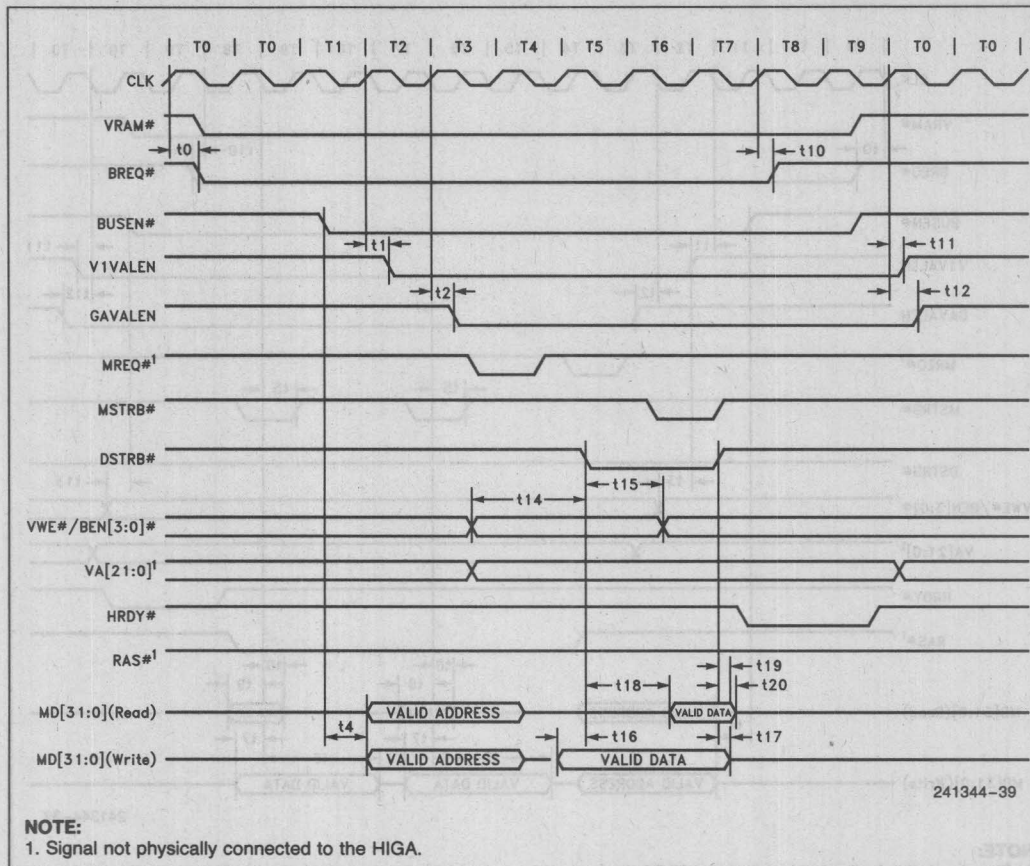 T0 T0 T1 T2 T3 T4 T5 T6 T7 T8 T9 T0 T0
CLK
VRAM#
t0
t10
BREQ#
BUSEN#
t1
t11
V1VALEN
t2
t12
GAVALEN
MREQ#1
MSTRB#
DSTRB#
t15
t14
VWE#/BEN[3:0]#
VA[21:0]1
HRDY#
RAS#1
t19
t18
t20
MD[31:0](Read)
VALID ADDRESS
VALID DATA
t4
t16
t17
MD[31:0](Write)
VALID ADDRESS
VALID DATA
241344–39
NOTE:
1. Signal not physically connected to the HIGA.